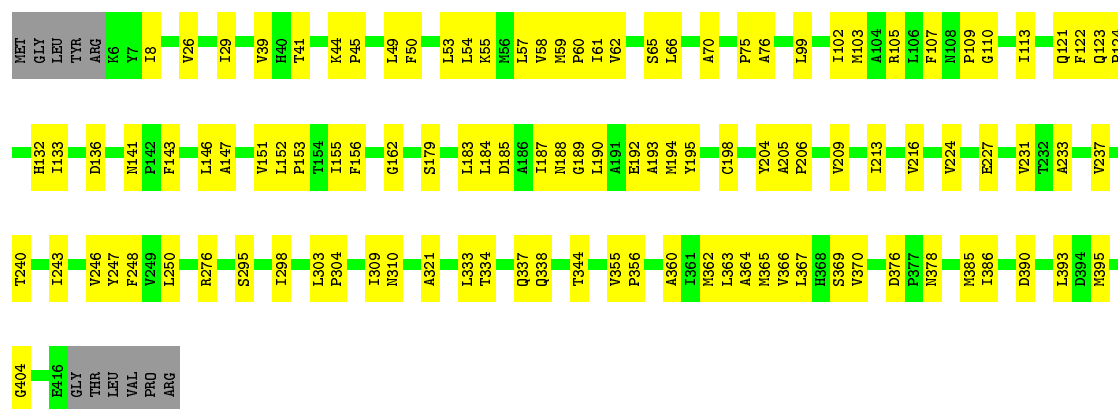 MET GLY LEU TYR ARG K6 Y7 I8 V26 I29 V39 H40 T41 K44 P45 L49 F50 L53 L54 K55 M56 L57 V58 M59 P60 I61 V62 S65 L66 A70 P75 A76 L99 I102 M103 A104 R105 L106 F107 N108 P109 G110 I113 Q121 F122 Q123
H132 I133 D136 N141 P142 F143 L146 A147 V151 L152 P153 T154 I155 F156 G162 S179 L183 L184 D185 A186 I187 N188 G189 L190 A191 E192 A193 M194 Y195 C198 Y204 A205 P206 V209 I213 V216 V224 E227 V231 T232 A233 V237
T240 I243 V246 Y247 F248 V249 L250 R276 S295 I298 L303 P304 I309 N310 A321 L333 T334 Q337 Q338 T344 V355 P356 A360 I361 M362 L363 A364 M365 V366 L367 H368 S369 V370 D376 P377 N378 M385 I386 D390 L393 D394 M395
G404 E416 GLY THR LEU VAL PRO ARG